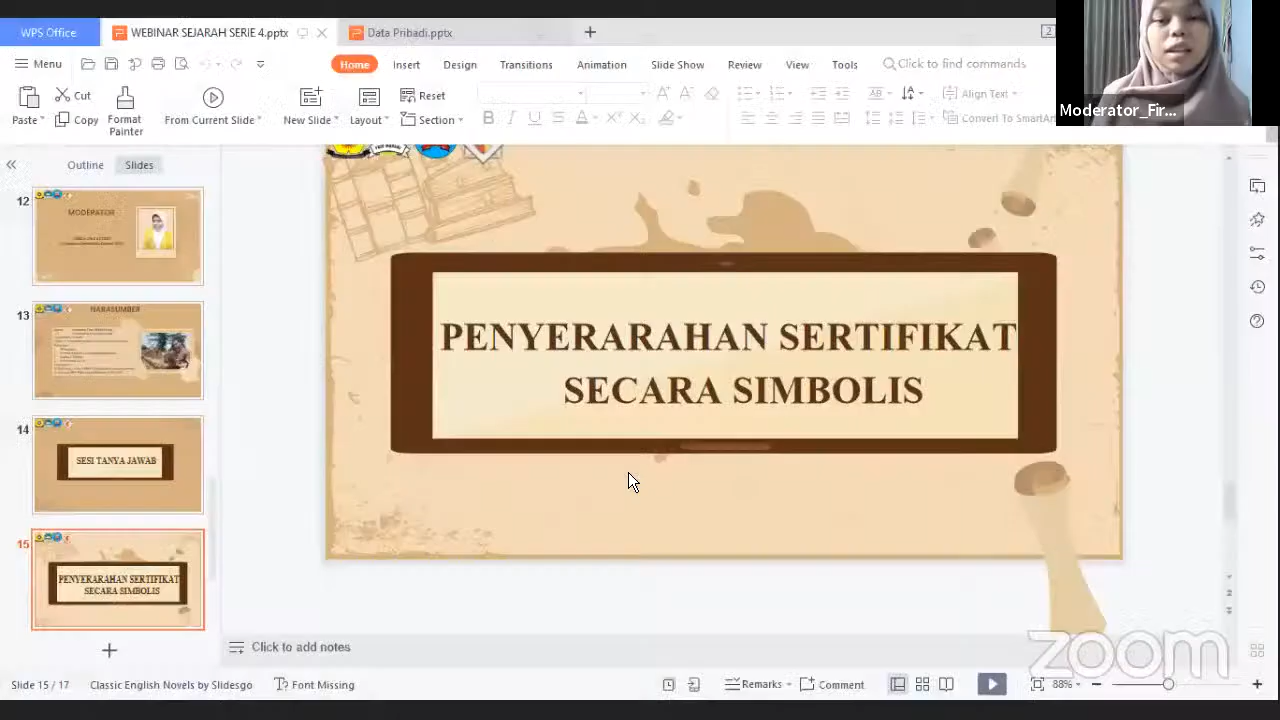 WPS Office
WEBINAR SEJARAH SERIE 4.pptx
Data Pribadi.pptx
2
Menu
Home
Insert
Design
Transitions
Animation
Slide Show
Review
View
Tools
Click to find commands
Paste
Cut
Copy
Format
Painter
From Current Slide
New Slide
Layout
Reset
Section
Align Text
Convert To SmartArt
Moderator_Fir...
Outline
Slides
12
MODERATOR
13
NARASUMBER
14
SESI TANYA JAWAB
15
PENYERARAHAN SERTIFIKAT
SECARA SIMBOLIS
PENYERARAHAN SERTIFIKAT
SECARA SIMBOLIS
Click to add notes
zoom
Slide 15 / 17
Classic English Novels by Slidesgo
Font Missing
Remarks
Comment
88%